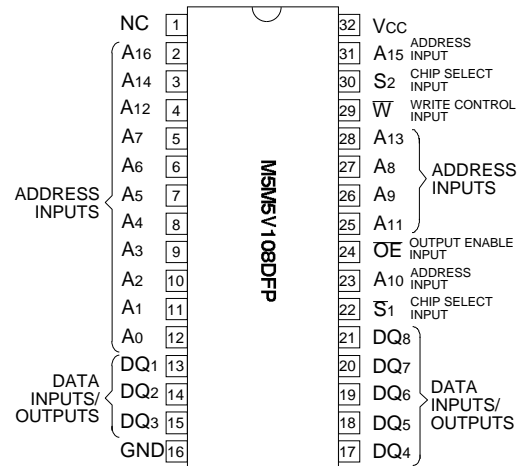 NC 1
A16 2
A14 3
A12 4
A7 5
A6 6
A5 7
A4 8
A3 9
A2 10
A1 11
A0 12
DQ1 13
DQ2 14
DQ3 15
GND 16
ADDRESS
INPUTS
DATA
INPUTS/
OUTPUTS
M5M5V108DFP
32 VCC
31 A15 ADDRESS
INPUT
30 S2 CHIP SELECT
INPUT
29 W̅ WRITE CONTROL
INPUT
28 A13
27 A8
26 A9
25 A11
ADDRESS
INPUTS
24 O̅E̅ OUTPUT ENABLE
INPUT
23 A10 ADDRESS
INPUT
22 S̅1 CHIP SELECT
INPUT
21 DQ8
20 DQ7
19 DQ6
18 DQ5
17 DQ4
DATA
INPUTS/
OUTPUTS